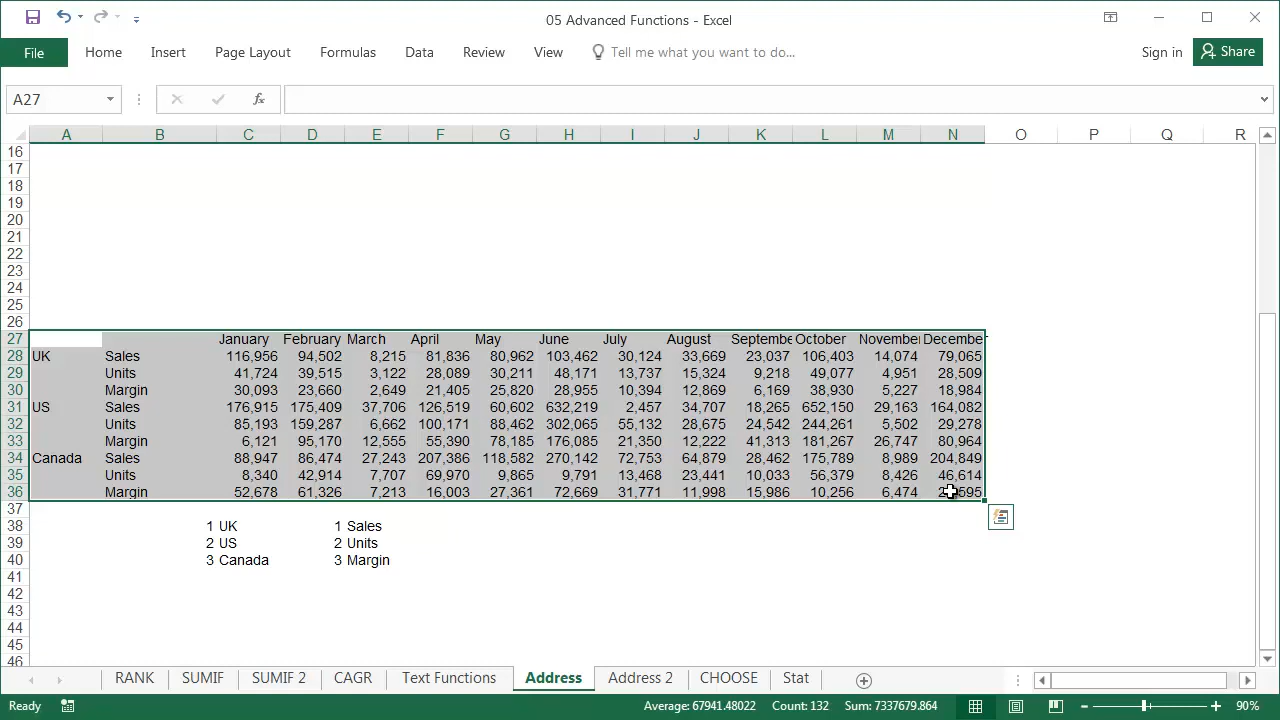 05 Advanced Functions - Excel
File Home Insert Page Layout Formulas Data Review View Tell me what you want to do... Sign in Share
A27 fx
A B C D E F G H I J K L M N O P Q R
16
17
18
19
20
21
22
23
24
25
26
27 January February March April May June July August Septembe October November Decembe
28 UK Sales 116,956 94,502 8,215 81,836 80,962 103,462 30,124 33,669 23,037 106,403 14,074 79,065
29 Units 41,724 39,515 3,122 28,089 30,211 48,171 13,737 15,324 9,218 49,077 4,951 28,509
30 Margin 30,093 23,660 2,649 21,405 25,820 28,955 10,394 12,869 6,169 38,930 5,227 18,984
31 US Sales 176,915 175,409 37,706 126,519 60,602 632,219 2,457 34,707 18,265 652,150 29,163 164,082
32 Units 85,193 159,287 6,662 100,171 88,462 302,065 55,132 28,675 24,542 244,261 5,502 29,278
33 Margin 6,121 95,170 12,555 55,390 78,185 176,085 21,350 12,222 41,313 181,267 26,747 80,964
34 Canada Sales 88,947 86,474 27,243 207,386 118,582 270,142 72,753 64,879 28,462 175,789 8,989 204,849
35 Units 8,340 42,914 7,707 69,970 9,865 9,791 13,468 23,441 10,033 56,379 8,426 46,614
36 Margin 52,678 61,326 7,213 16,003 27,361 72,669 31,771 11,998 15,986 10,256 6,474
37
38 1 UK 1 Sales
39 2 US 2 Units
40 3 Canada 3 Margin
41
42
43
44
45
46
RANK SUMIF SUMIF 2 CAGR Text Functions Address Address 2 CHOOSE Stat
Ready Average: 67941.48022 Count: 132 Sum: 7337679.864 90%